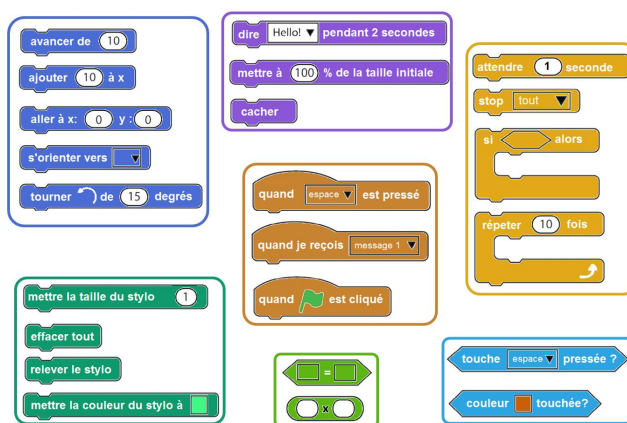 avancer de 10
ajouter 10 à x
aller à x: 0 y : 0
s'orienter vers
tourner de 15 degrés
dire Hello! pendant 2 secondes
mettre à 100 % de la taille initiale
cacher
attendre 1 seconde
stop tout
si alors
répeter 10 fois
quand espace est pressé
quand je reçois message 1
quand est cliqué
mettre la taille du stylo 1
effacer tout
relever le stylo
mettre la couleur du stylo à
=
x
touche espace pressée ?
couleur touchée?